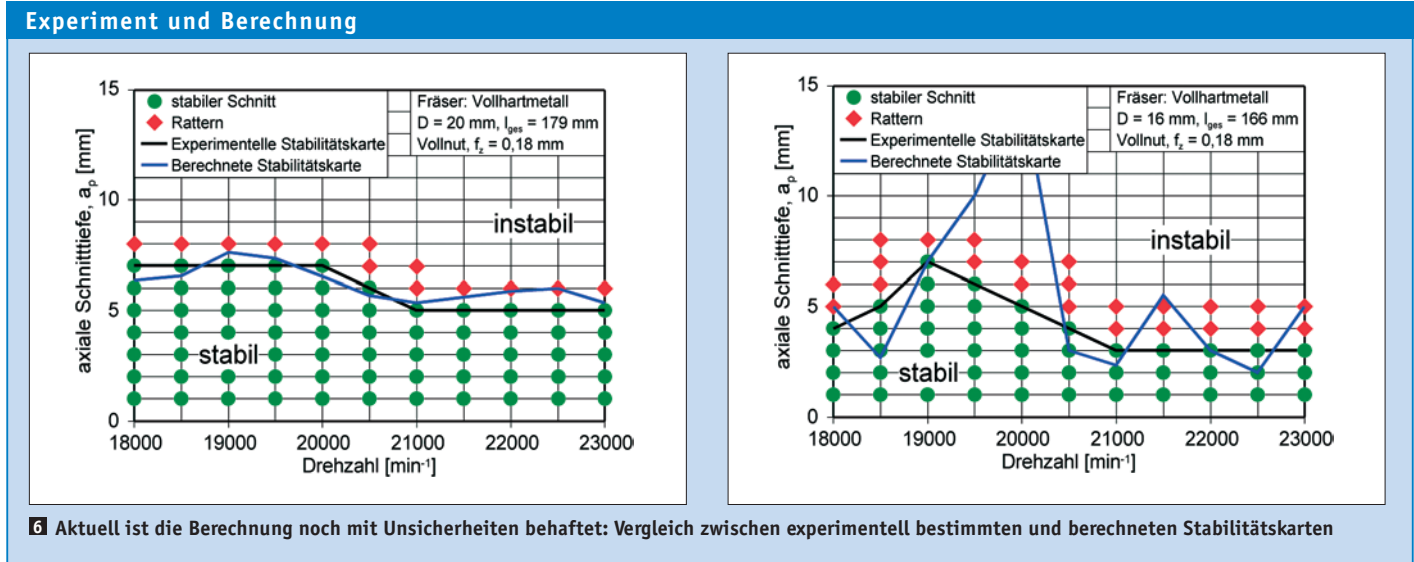 Experiment und Berechnung
15
10
5
0
axiale Schnitttiefe, aₚ [mm]
stabiler Schnitt
Rattern
Experimentelle Stabilitätskarte
Berechnete Stabilitätskarte
Fräser: Vollhartmetall
D = 20 mm, l_ges = 179 mm
Vollnut, f_z = 0,18 mm
instabil
stabil
18000 19000 20000 21000 22000 23000
Drehzahl [min⁻¹]
15
10
5
0
axiale Schnitttiefe, aₚ [mm]
stabiler Schnitt
Rattern
Experimentelle Stabilitätskarte
Berechnete Stabilitätskarte
Fräser: Vollhartmetall
D = 16 mm, l_ges = 166 mm
Vollnut, f_z = 0,18 mm
instabil
stabil
18000 19000 20000 21000 22000 23000
Drehzahl [min⁻¹]
6 Aktuell ist die Berechnung noch mit Unsicherheiten behaftet: Vergleich zwischen experimentell bestimmten und berechneten Stabilitätskarten